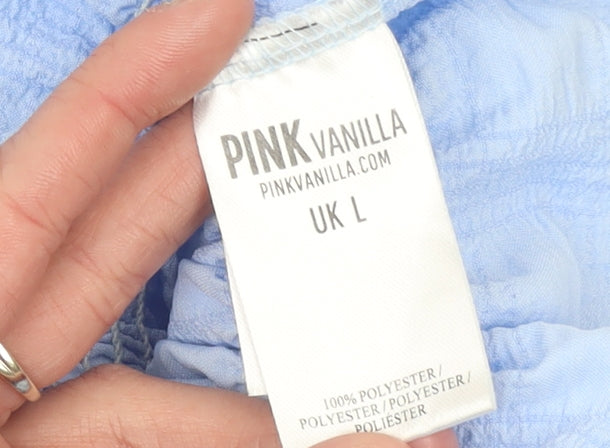 PINK VANILLA
PINKVANILLA.COM
UK L
100% POLYESTER /
POLYESTER / POLYESTER /
POLIÉSTER